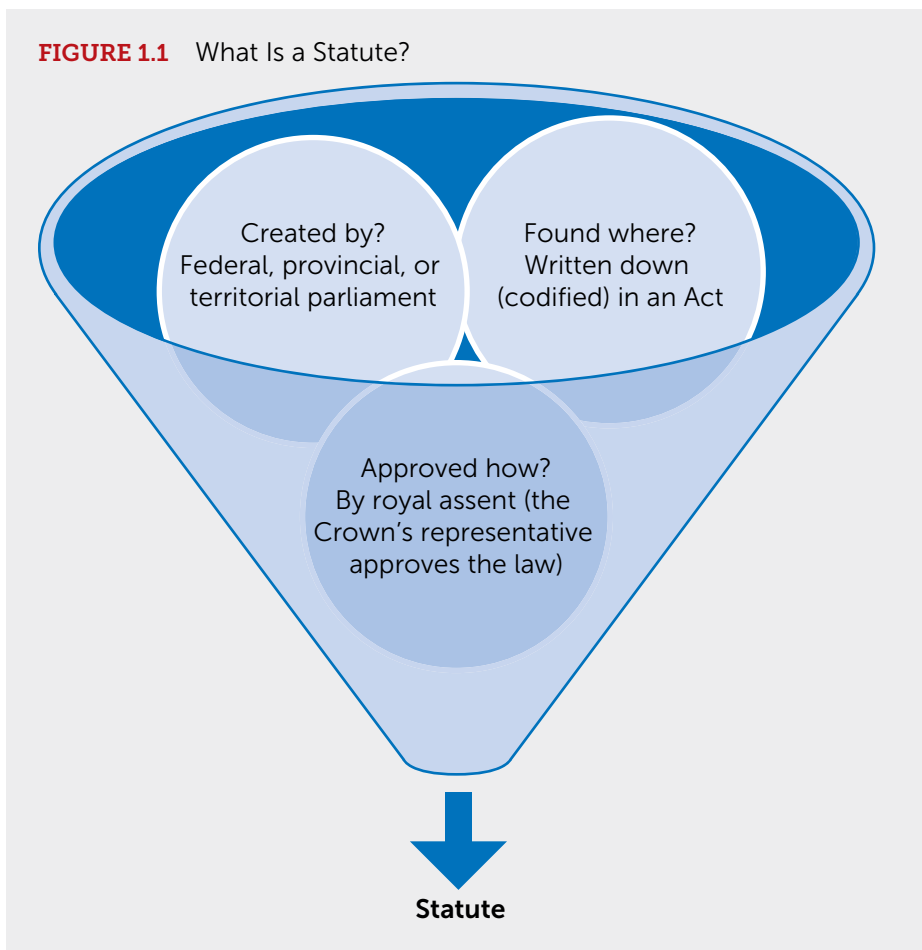 FIGURE 1.1 What Is a Statute?
Created by?
Federal, provincial, or
territorial parliament
Found where?
Written down
(codified) in an Act
Approved how?
By royal assent (the
Crown’s representative
approves the law)
Statute